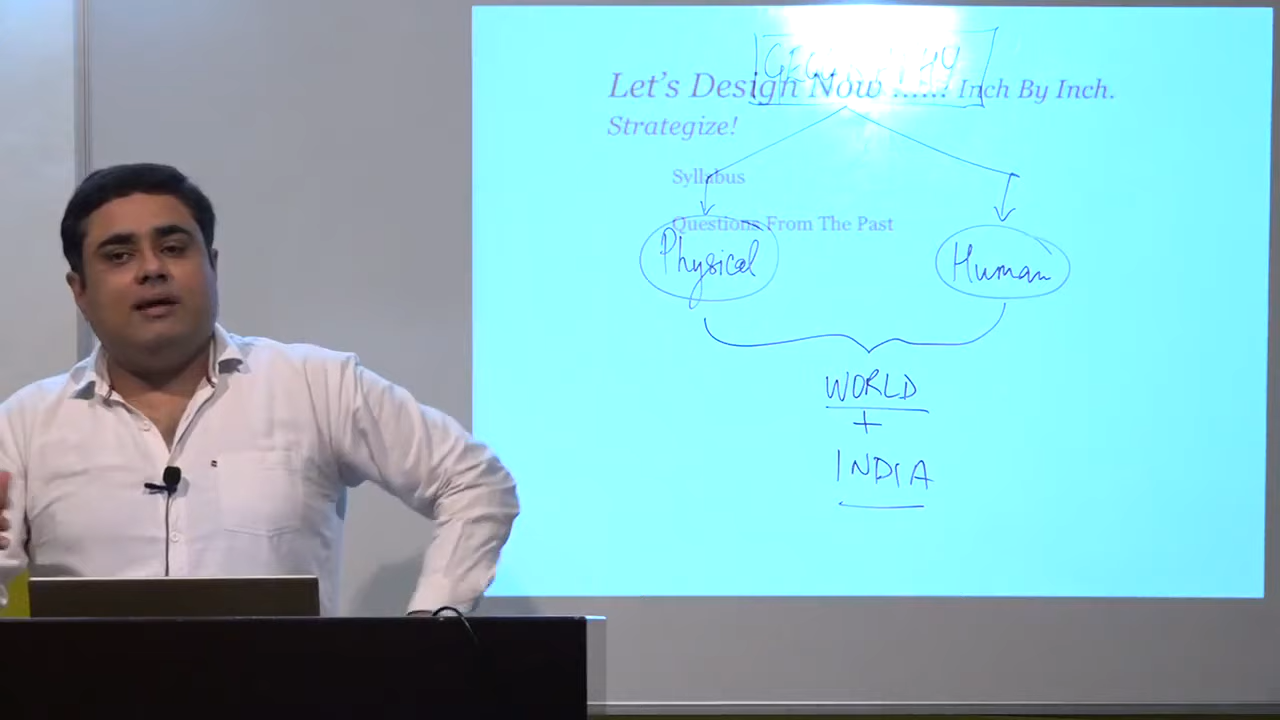 GEOGRAPHY
Let's Design Now ...... Inch By Inch.
Strategize!
Syllabus
Questions From The Past
Physical
Human
WORLD
+
INDIA